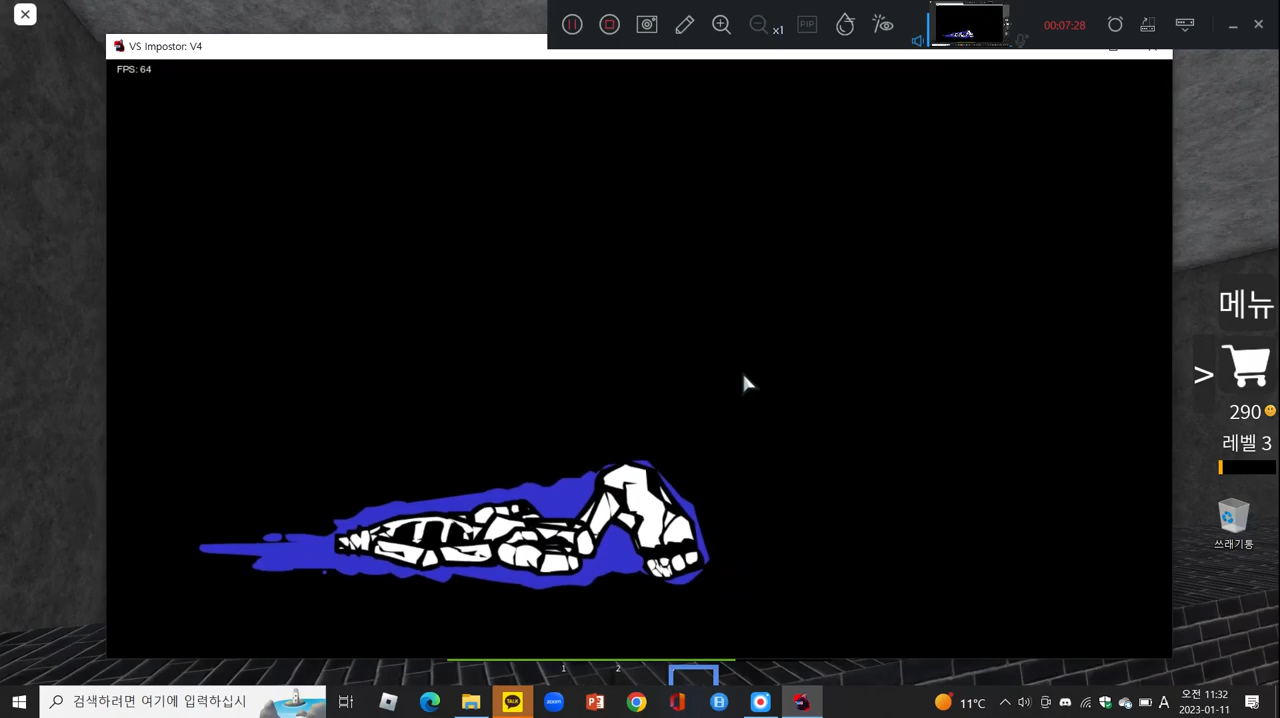 x1
PIP
00:07:28
VS Impostor: V4
FPS: 64
메뉴
>
290
레벨 3
쓰레기통
1
2
검색하려면 여기에 입력하십시
TALK
zoom
11°C
A
오전 11:32
2023-01-11